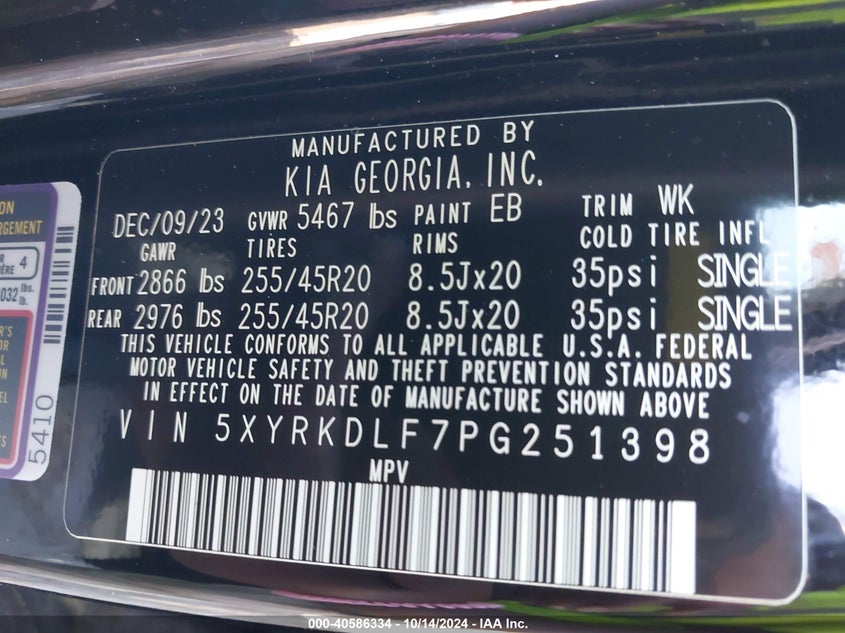 MANUFACTURED BY
KIA GEORGIA, INC.
DEC/09/23 GVWR 5467 lbs PAINT EB TRIM WK
GAWR TIRES RIMS COLD TIRE INFL
FRONT 2866 lbs 255/45R20 8.5Jx20 35psi SINGLE
REAR 2976 lbs 255/45R20 8.5Jx20 35psi SINGLE
THIS VEHICLE CONFORMS TO ALL APPLICABLE U.S.A. FEDERAL
MOTOR VEHICLE SAFETY AND THEFT PREVENTION STANDARDS
IN EFFECT ON THE DATE OF MANUFACTURE SHOWN ABOVE
VIN 5XYRKDLF7PG251398
MPV
4
5410
000-40586334 - 10/14/2024 - IAA Inc.